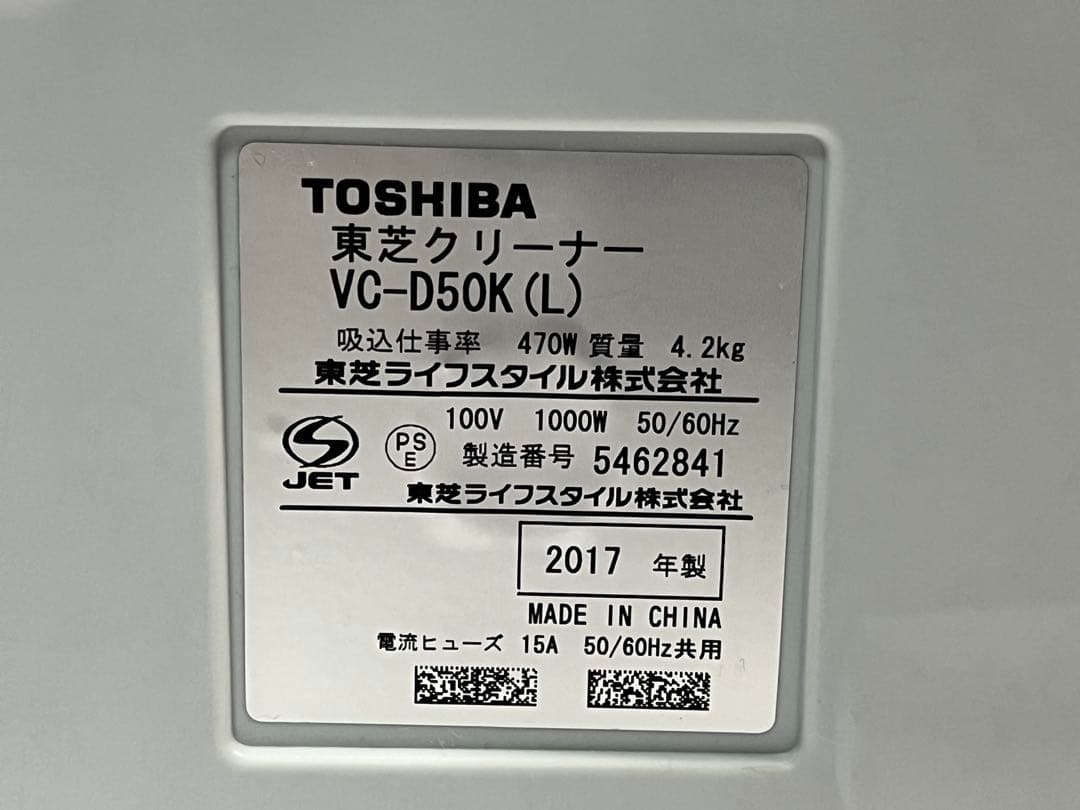 TOSHIBA
東芝クリーナー
VC-D50K(L)
吸込仕事率 470W 質量 4.2kg
東芝ライフスタイル株式会社
100V 1000W 50/60Hz
JET PSE 製造番号 5462841
東芝ライフスタイル株式会社
2017 年製
MADE IN CHINA
電流ヒューズ 15A 50/60Hz共用